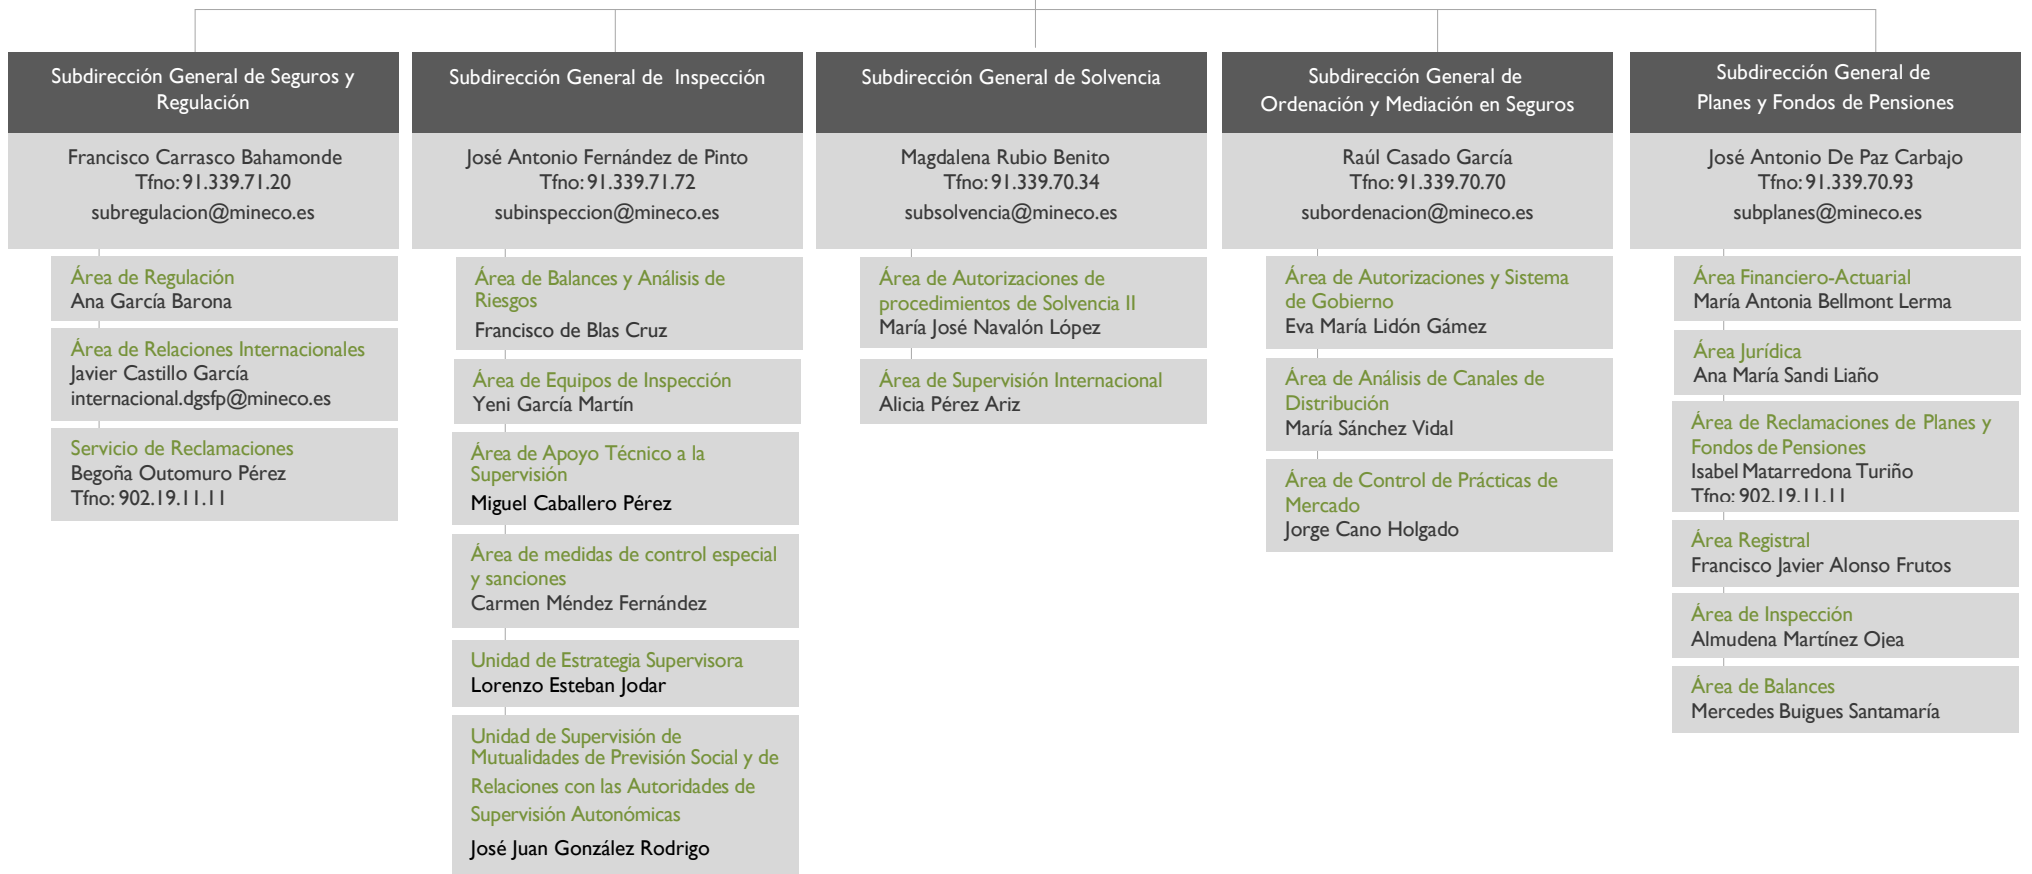 Subdirección General de Seguros y
Regulación
Francisco Carrasco Bahamonde
Tfno: 91.339.71.20
subregulacion@mineco.es
Área de Regulación
Ana García Barona
Área de Relaciones Internacionales
Javier Castillo García
internacional.dgsfp@mineco.es
Servicio de Reclamaciones
Begoña Outomuro Pérez
Tfno: 902.19.11.11
Subdirección General de Inspección
José Antonio Fernández de Pinto
Tfno: 91.339.71.72
subinspeccion@mineco.es
Área de Balances y Análisis de
Riesgos
Francisco de Blas Cruz
Área de Equipos de Inspección
Yeni García Martín
Área de Apoyo Técnico a la
Supervisión
Miguel Caballero Pérez
Área de medidas de control especial
y sanciones
Carmen Méndez Fernández
Unidad de Estrategia Supervisora
Lorenzo Esteban Jodar
Unidad de Supervisión de
Mutualidades de Previsión Social y de
Relaciones con las Autoridades de
Supervisión Autonómicas
José Juan González Rodrigo
Subdirección General de Solvencia
Magdalena Rubio Benito
Tfno: 91.339.70.34
subsolvencia@mineco.es
Área de Autorizaciones de
procedimientos de Solvencia II
María José Navalón López
Área de Supervisión Internacional
Alicia Pérez Ariz
Subdirección General de
Ordenación y Mediación en Seguros
Raúl Casado García
Tfno: 91.339.70.70
subordenacion@mineco.es
Área de Autorizaciones y Sistema
de Gobierno
Eva María Lidón Gámez
Área de Análisis de Canales de
Distribución
María Sánchez Vidal
Área de Control de Prácticas de
Mercado
Jorge Cano Holgado
Subdirección General de
Planes y Fondos de Pensiones
José Antonio De Paz Carbajo
Tfno: 91.339.70.93
subplanes@mineco.es
Área Financiero-Actuarial
María Antonia Bellmont Lerma
Área Jurídica
Ana María Sandi Liaño
Área de Reclamaciones de Planes y
Fondos de Pensiones
Isabel Matarredona Turiño
Tfno: 902.19.11.11
Área Registral
Francisco Javier Alonso Frutos
Área de Inspección
Almudena Martínez Ojea
Área de Balances
Mercedes Buigues Santamaría